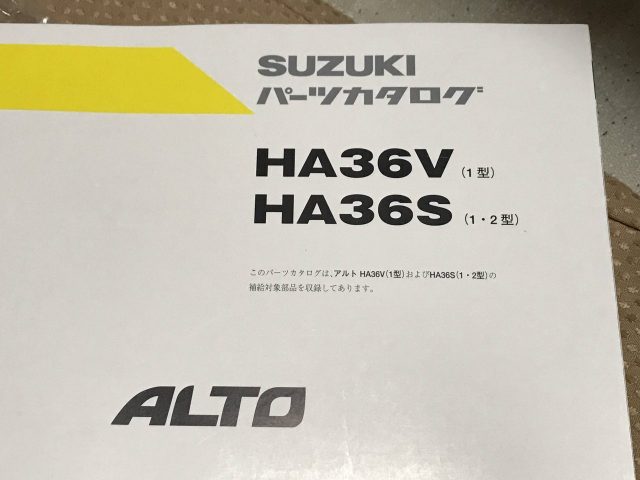 SUZUKI
パーツカタログ
HA36V（1型）
HA36S（1・2型）
このパーツカタログは、アルト HA36V（1型）およびHA36S（1・2型）の
補給対象部品を収録してあります。
ALTO